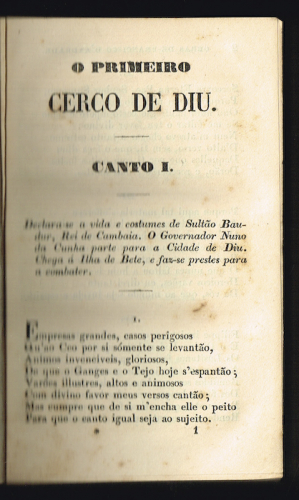 O PRIMEIRO
CERCO DE DIU.
CANTO I.
Declara-se a vida e costumes de Sultão Bau-
dur, Rei de Cambaia. O Governador Nuno
da Cunha parte para a Cidade de Diu.
Chega á Ilha de Bete, e faz-se prestes para
a combater.
I.
Empresas grandes, casos perigosos
Qu'ao Ceo por si sómente se levantão,
Animos invenciveis, gloriosos,
De que o Ganges e o Tejo hoje s'espantão;
Varões illustres, altos e animosos
Com divino favor meus versos cantão;
Mas cumpre que de si m'encha elle o peito
Para que o canto igual seja ao sujeito.
1